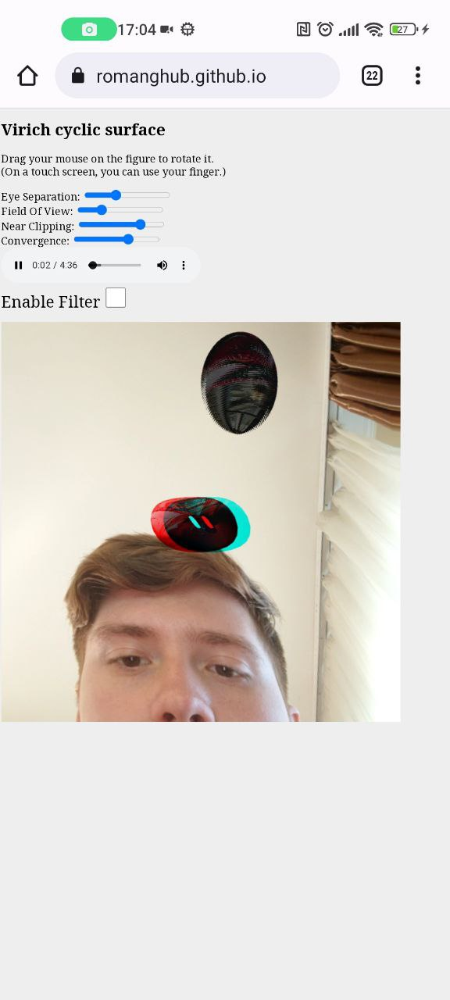 17:04
27
romanghub.github.io
22
Virich cyclic surface
Drag your mouse on the figure to rotate it.
(On a touch screen, you can use your finger.)
Eye Separation:
Field Of View:
Near Clipping:
Convergence:
0:02 / 4:36
Enable Filter